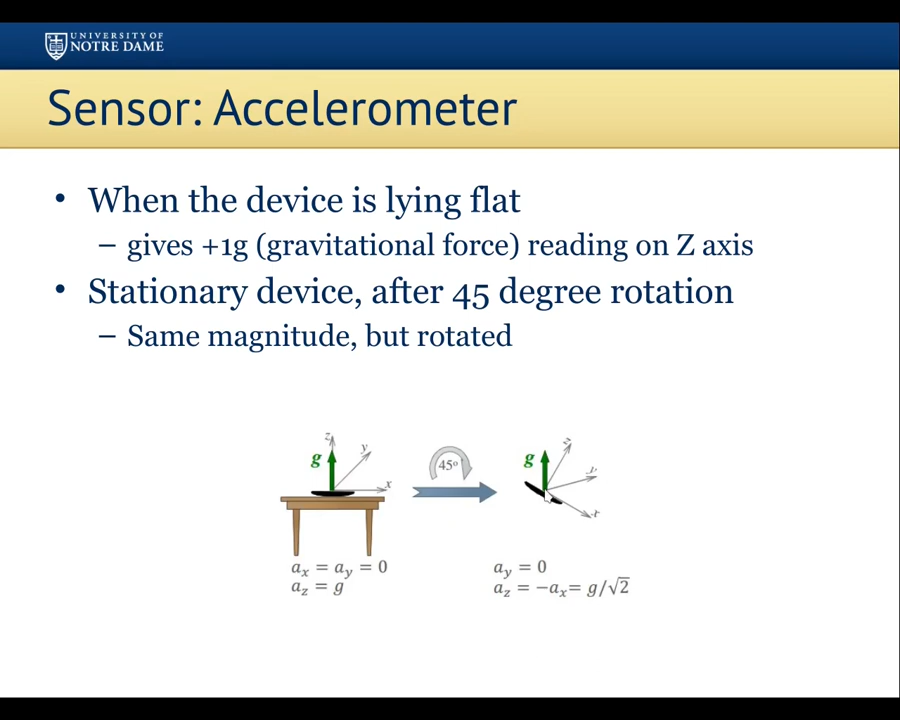 UNIVERSITY OF
NOTRE DAME
Sensor: Accelerometer
• When the device is lying flat
– gives +1g (gravitational force) reading on Z axis
• Stationary device, after 45 degree rotation
– Same magnitude, but rotated
z
y
g
x
45°
z
g
y
x
aₓ = a_y = 0
a_z = g
a_y = 0
a_z = −aₓ= g/√2